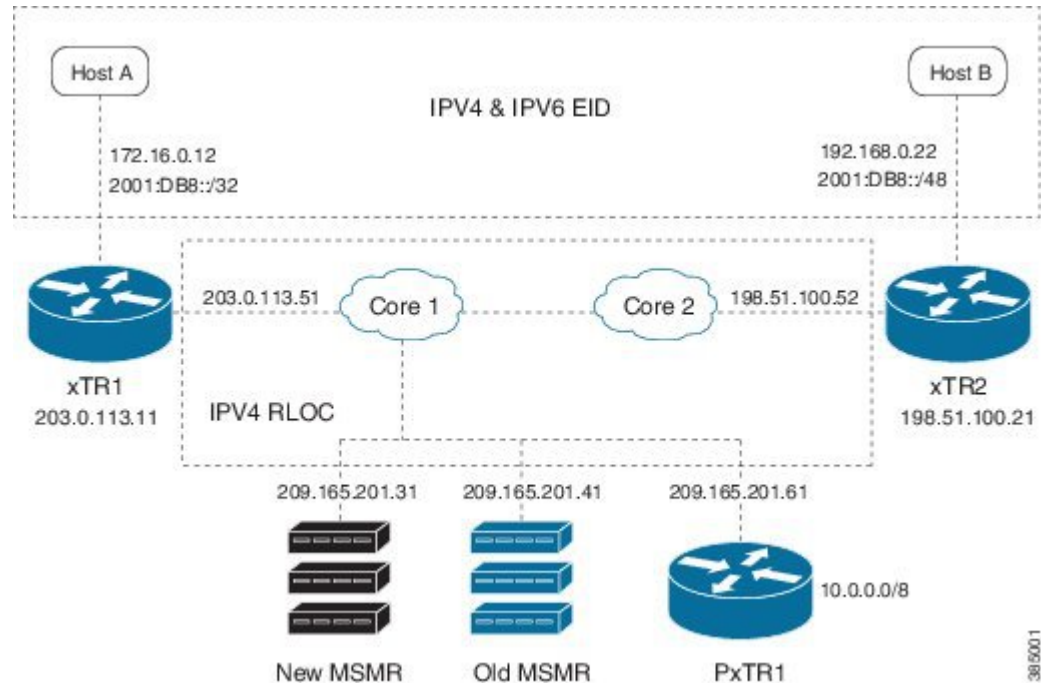 Host A
Host B
IPV4 & IPV6 EID
172.16.0.12
2001:DB8::/32
192.168.0.22
2001:DB8::/48
203.0.113.51
Core 1
Core 2
198.51.100.52
xTR1
203.0.113.11
IPV4 RLOC
xTR2
198.51.100.21
209.165.201.31
209.165.201.41
209.165.201.61
10.0.0.0/8
New MSMR
Old MSMR
PxTR1
385001